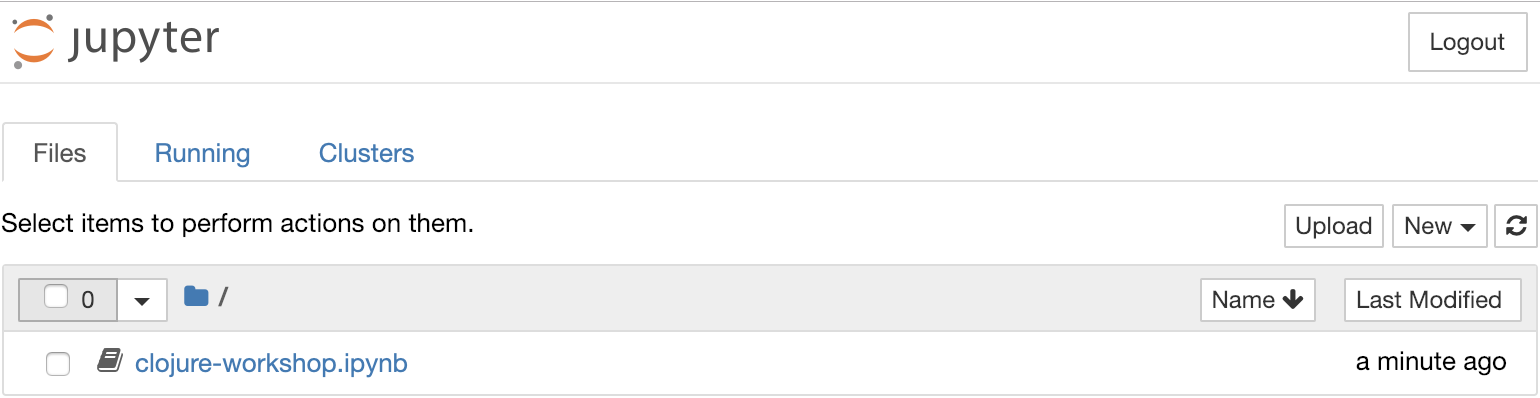 jupyter
Logout
Files Running Clusters
Select items to perform actions on them.
Upload New
0 / Name Last Modified
clojure-workshop.ipynb a minute ago